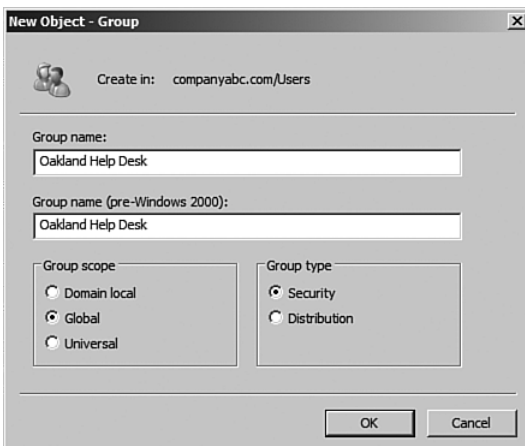 New Object - Group
Create in: companyabc.com/Users
Group name:
Oakland Help Desk
Group name (pre-Windows 2000):
Oakland Help Desk
Group scope
Domain local
Global
Universal
Group type
Security
Distribution
OK
Cancel